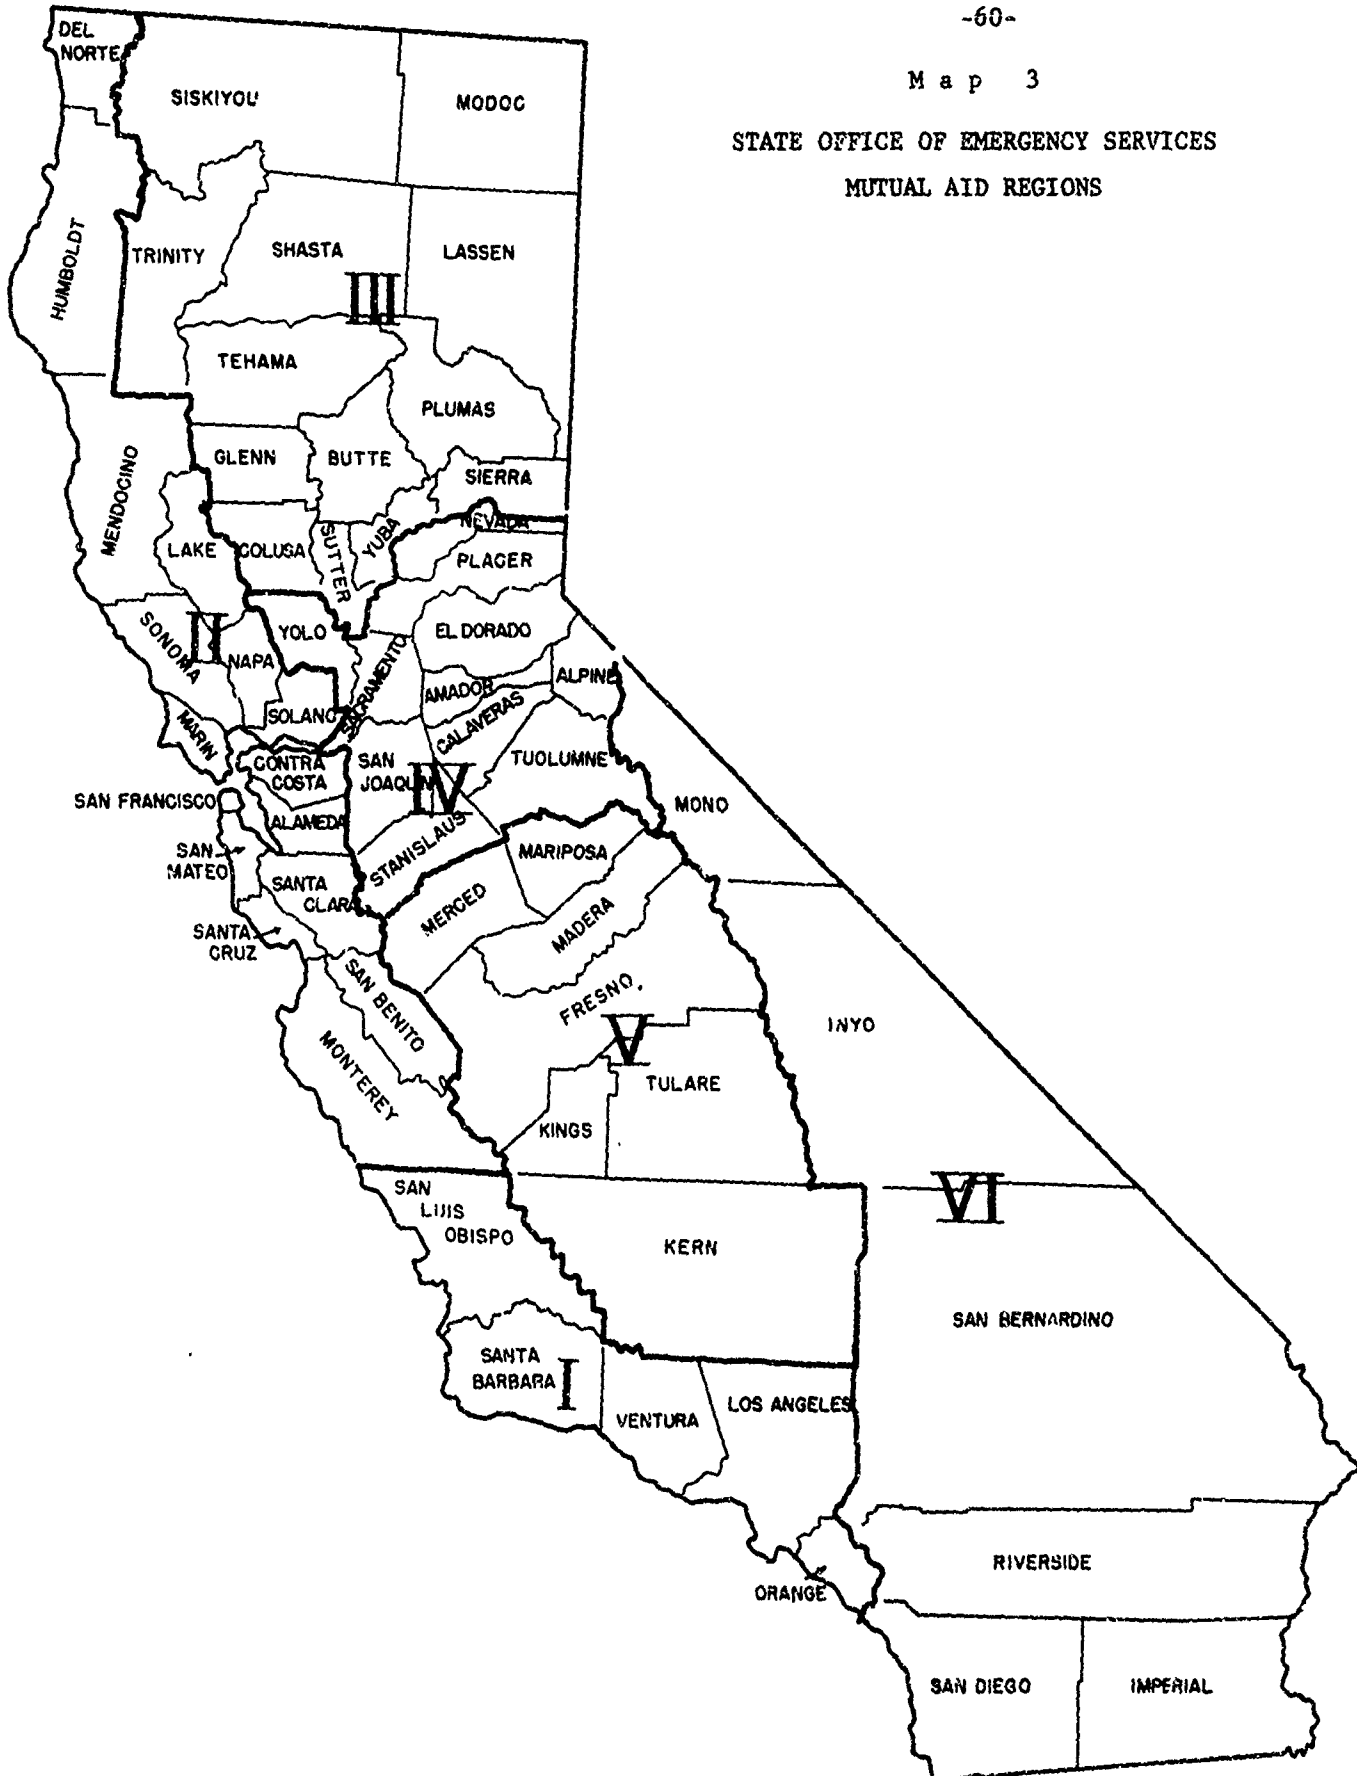 -60-
Map 3
STATE OFFICE OF EMERGENCY SERVICES
MUTUAL AID REGIONS
DEL
NORTE
SISKIYOU
MODOC
HUMBOLDT
TRINITY
SHASTA
LASSEN
III
TEHAMA
PLUMAS
MENDOCINO
GLENN
BUTTE
SIERRA
LAKE
COLUSA
SUTTER
YUBA
NEVADA
PLACER
SONOMA
II
NAPA
YOLO
SACRAMENTO
EL DORADO
ALPINE
AMADOR
SOLANO
MARIN
CALAVERAS
CONTRA
COSTA
SAN
JOAQUIN
IV
TUOLUMNE
MONO
SAN FRANCISCO
ALAMEDA
STANISLAUS
SAN
MATEO
MARIPOSA
SANTA
CLARA
MERCED
MADERA
SANTA
CRUZ
SAN BENITO
FRESNO
V
INYO
MONTEREY
TULARE
KINGS
SAN
LUIS
OBISPO
VI
KERN
SAN BERNARDINO
SANTA
BARBARA
I
VENTURA
LOS ANGELES
ORANGE
RIVERSIDE
SAN DIEGO
IMPERIAL